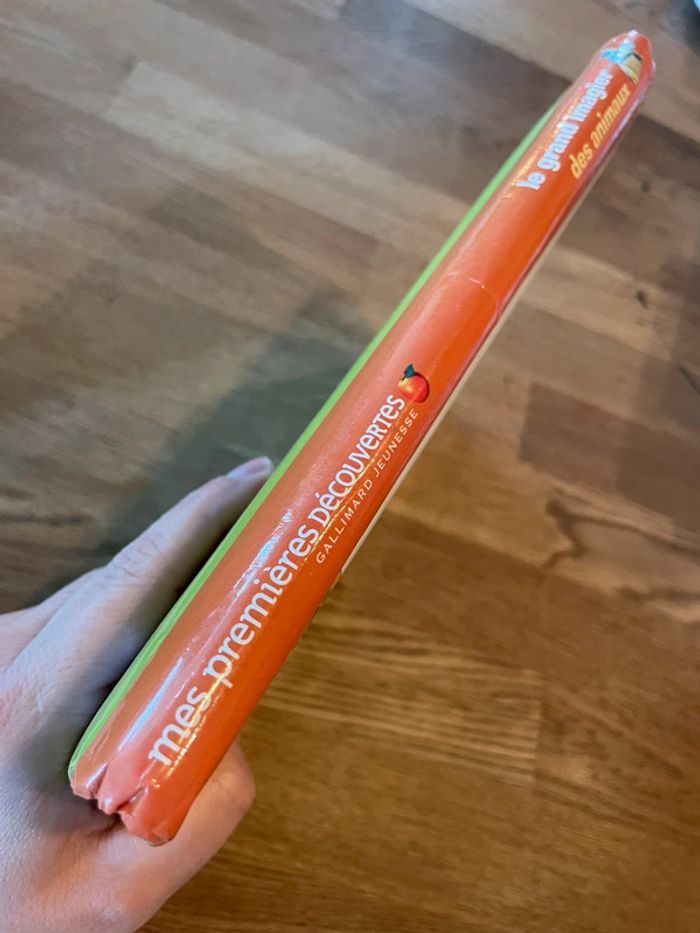 mes premières DÉCOUVERTES
GALLIMARD JEUNESSE
le grand imagier
des animaux